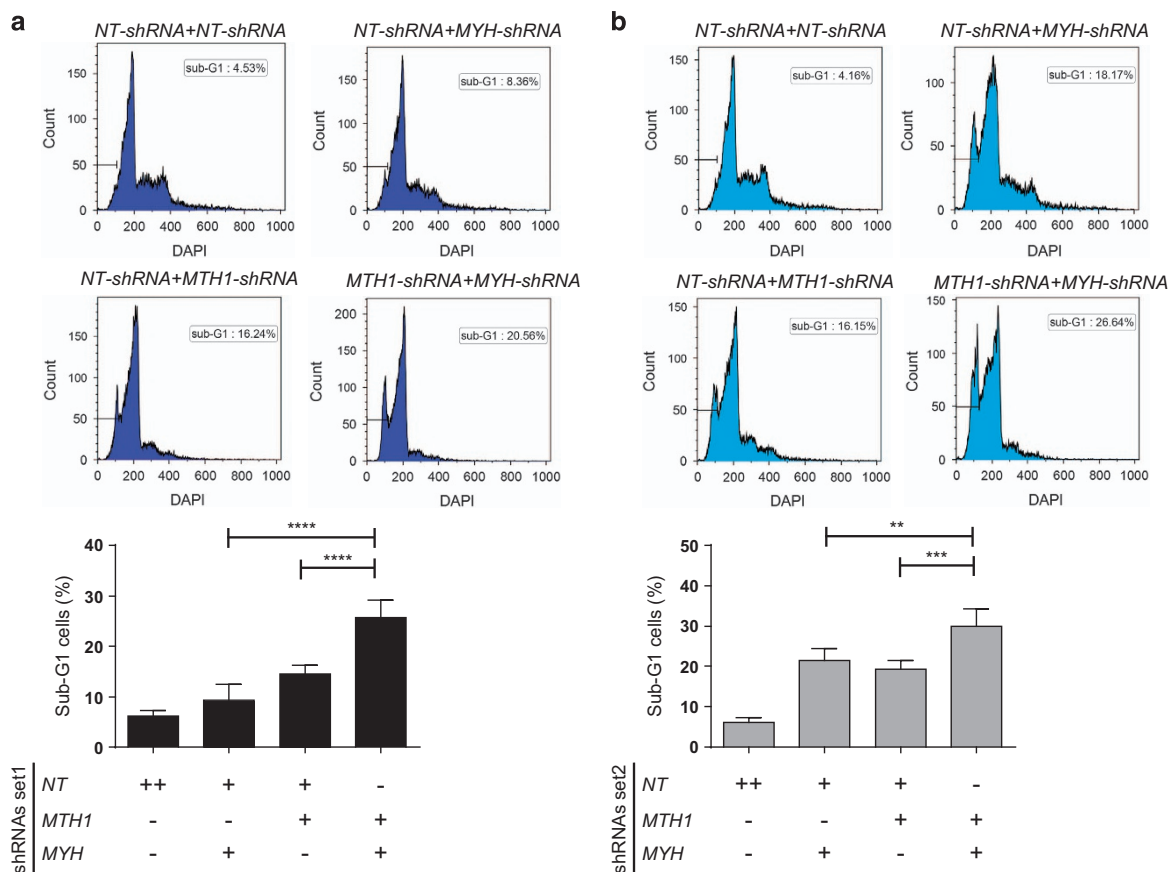 a
NT-shRNA+NT-shRNA
NT-shRNA+MYH-shRNA
sub-G1 : 4.53%
sub-G1 : 8.36%
Count
150
100
50
0
0 200 400 600 800 1000
DAPI
Count
150
100
50
0
0 200 400 600 800 1000
DAPI
NT-shRNA+MTH1-shRNA
MTH1-shRNA+MYH-shRNA
sub-G1 : 16.24%
sub-G1 : 20.56%
Count
150
100
50
0
0 200 400 600 800 1000
DAPI
Count
200
150
100
50
0
0 200 400 600 800 1000
DAPI
****
****
Sub-G1 cells (%)
40
30
20
10
0
shRNAs set1
NT ++ + + -
MTH1 - - + +
MYH - + - +
b
NT-shRNA+NT-shRNA
NT-shRNA+MYH-shRNA
sub-G1 : 4.16%
sub-G1 : 18.17%
Count
150
100
50
0
0 200 400 600 800 1000
DAPI
Count
100
50
0
0 200 400 600 800 1000
DAPI
NT-shRNA+MTH1-shRNA
MTH1-shRNA+MYH-shRNA
sub-G1 : 16.15%
sub-G1 : 26.64%
Count
150
100
50
0
0 200 400 600 800 1000
DAPI
Count
150
100
50
0
0 200 400 600 800 1000
DAPI
**
***
Sub-G1 cells (%)
50
40
30
20
10
0
shRNAs set2
NT ++ + + -
MTH1 - - + +
MYH - + - +